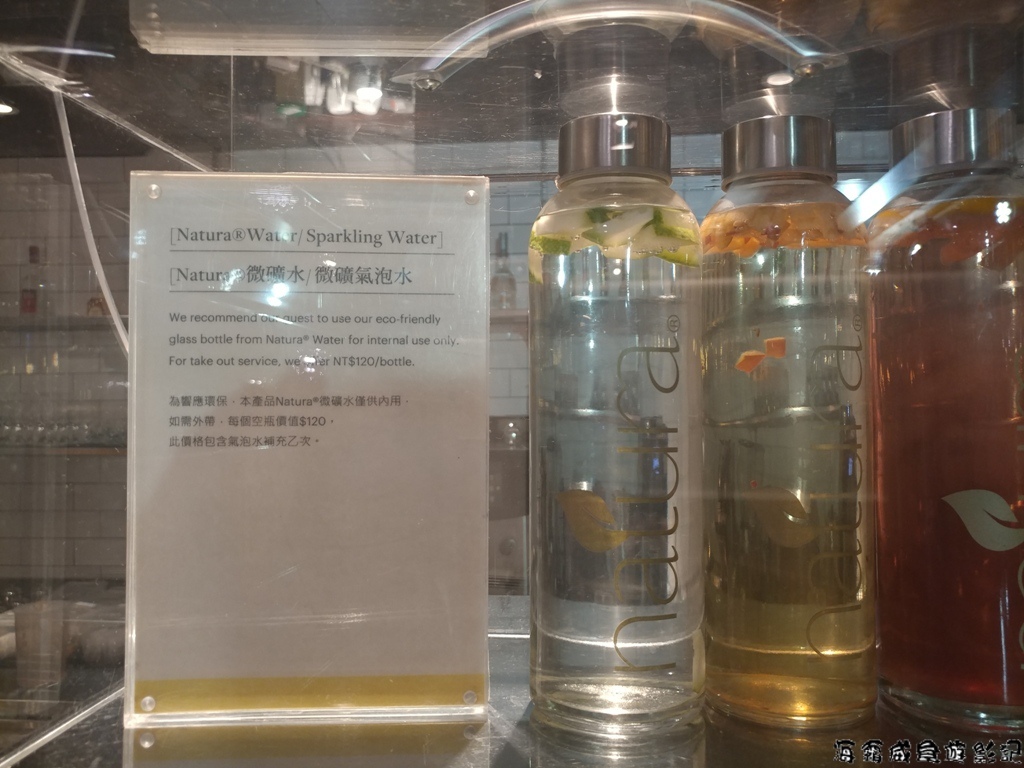 [Natura®Water/Sparkling Water]
[Natura®微礦水/微礦氣泡水
We recommend our guest to use our eco-friendly
glass bottle from Natura® Water for internal use only.
For take out service, we offer NT$120/bottle.
為響應環保，本產品Natura®微礦水僅供內用，
如需外帶，每個空瓶價值$120，
此價格包含氣泡水補充乙次。
natura®
natura®
海霸威食遊影記